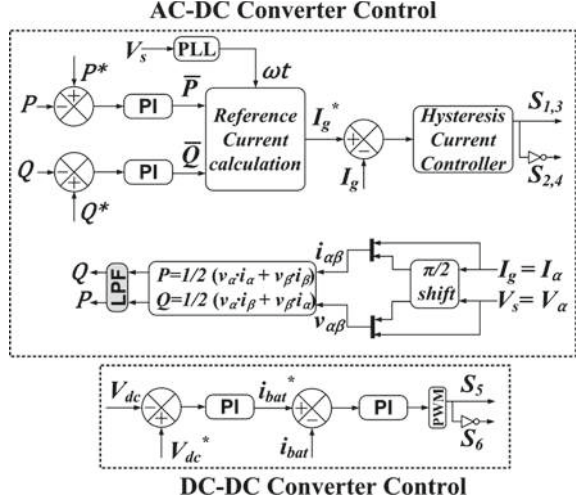 AC-DC Converter Control
V_s PLL
ωt
P P* + − PI P̅
Q Q* + − PI Q̅
Reference
Current
calculation
I_g*
+ −
I_g
Hysteresis
Current
Controller
S_1,3
S_2,4
Q
P
LPF
P=1/2 (v_α·i_α + v_β·i_β)
Q=1/2 (v_α·i_β + v_β·i_α)
i_αβ
v_αβ
π/2
shift
I_g = I_α
V_s = V_α
V_dc − + PI i_bat* + − PI PWM S_5
V_dc* i_bat S_6
DC-DC Converter Control